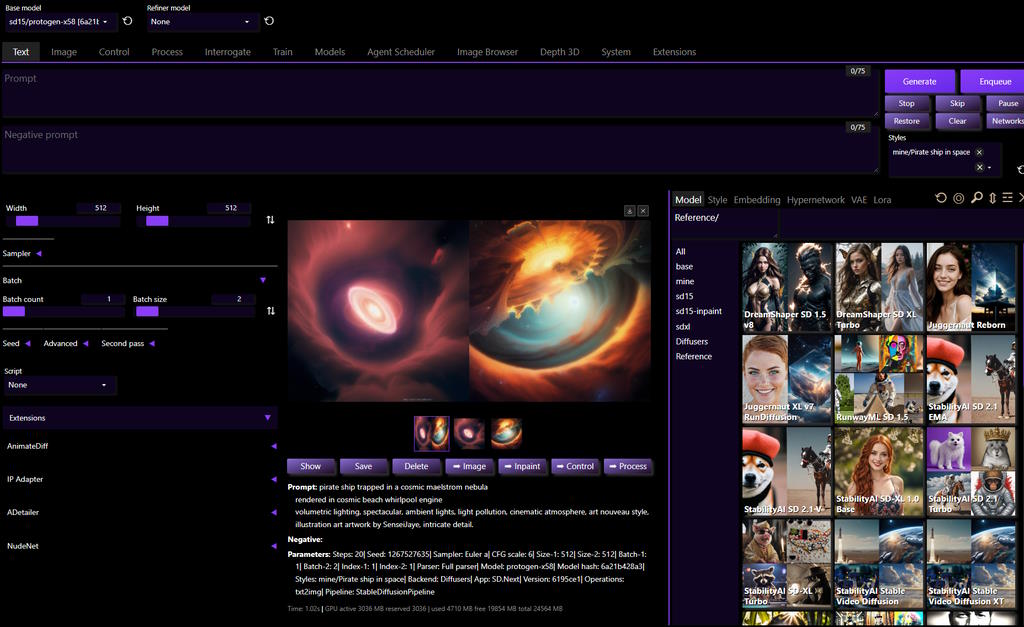 Base model
Refiner model
sd15/protogen-x58 [6a21b
None
Text Image Control Process Interrogate Train Models Agent Scheduler Image Browser Depth 3D System Extensions
0/75
Prompt
Generate Enqueue
Stop Skip Pause
Restore Clear Networks
0/75
Negative prompt
Styles
mine/Pirate ship in space
Width 512 Height 512
Sampler
Batch
Batch count 1 Batch size 2
Seed Advanced Second pass
Script
None
Extensions
AnimateDiff
IP Adapter
ADetailer
NudeNet
Show Save Delete ➡ Image ➡ Inpaint ➡ Control ➡ Process
Prompt: pirate ship trapped in a cosmic maelstrom nebula
rendered in cosmic beach whirlpool engine
volumetric lighting, spectacular, ambient lights, light pollution, cinematic atmosphere, art nouveau style,
illustration art artwork by SenseiJaye, intricate detail.
Negative:
Parameters: Steps: 20| Seed: 1267527635| Sampler: Euler a| CFG scale: 6| Size-1: 512| Size-2: 512| Batch-1:
1| Batch-2: 2| Index-1: 1| Index-2: 1| Parser: Full parser| Model: protogen-x58| Model hash: 6a21b428a3|
Styles: mine/Pirate ship in space| Backend: Diffusers| App: SD.Next| Version: 6195ce1| Operations:
txt2img| Pipeline: StableDiffusionPipeline
Time: 1.02s | GPU active 3036 MB reserved 3036 | used 4710 MB free 19854 MB total 24564 MB
Model Style Embedding Hypernetwork VAE Lora
Reference/
All
base
mine
sd15
sd15-inpaint
sdxl
Diffusers
Reference
DreamShaper SD 1.5
v8
DreamShaper SD XL
Turbo
Juggernaut Reborn
Juggernaut XL v7
RunDiffusion
RunwayML SD 1.5
StabilityAI SD 2.1
EMA
StabilityAI SD 2.1 V
StabilityAI SD-XL 1.0
Base
StabilityAI SD 2.1
Turbo
StabilityAI SD-XL
Turbo
StabilityAI Stable
Video Diffusion
StabilityAI Stable
Video Diffusion XT